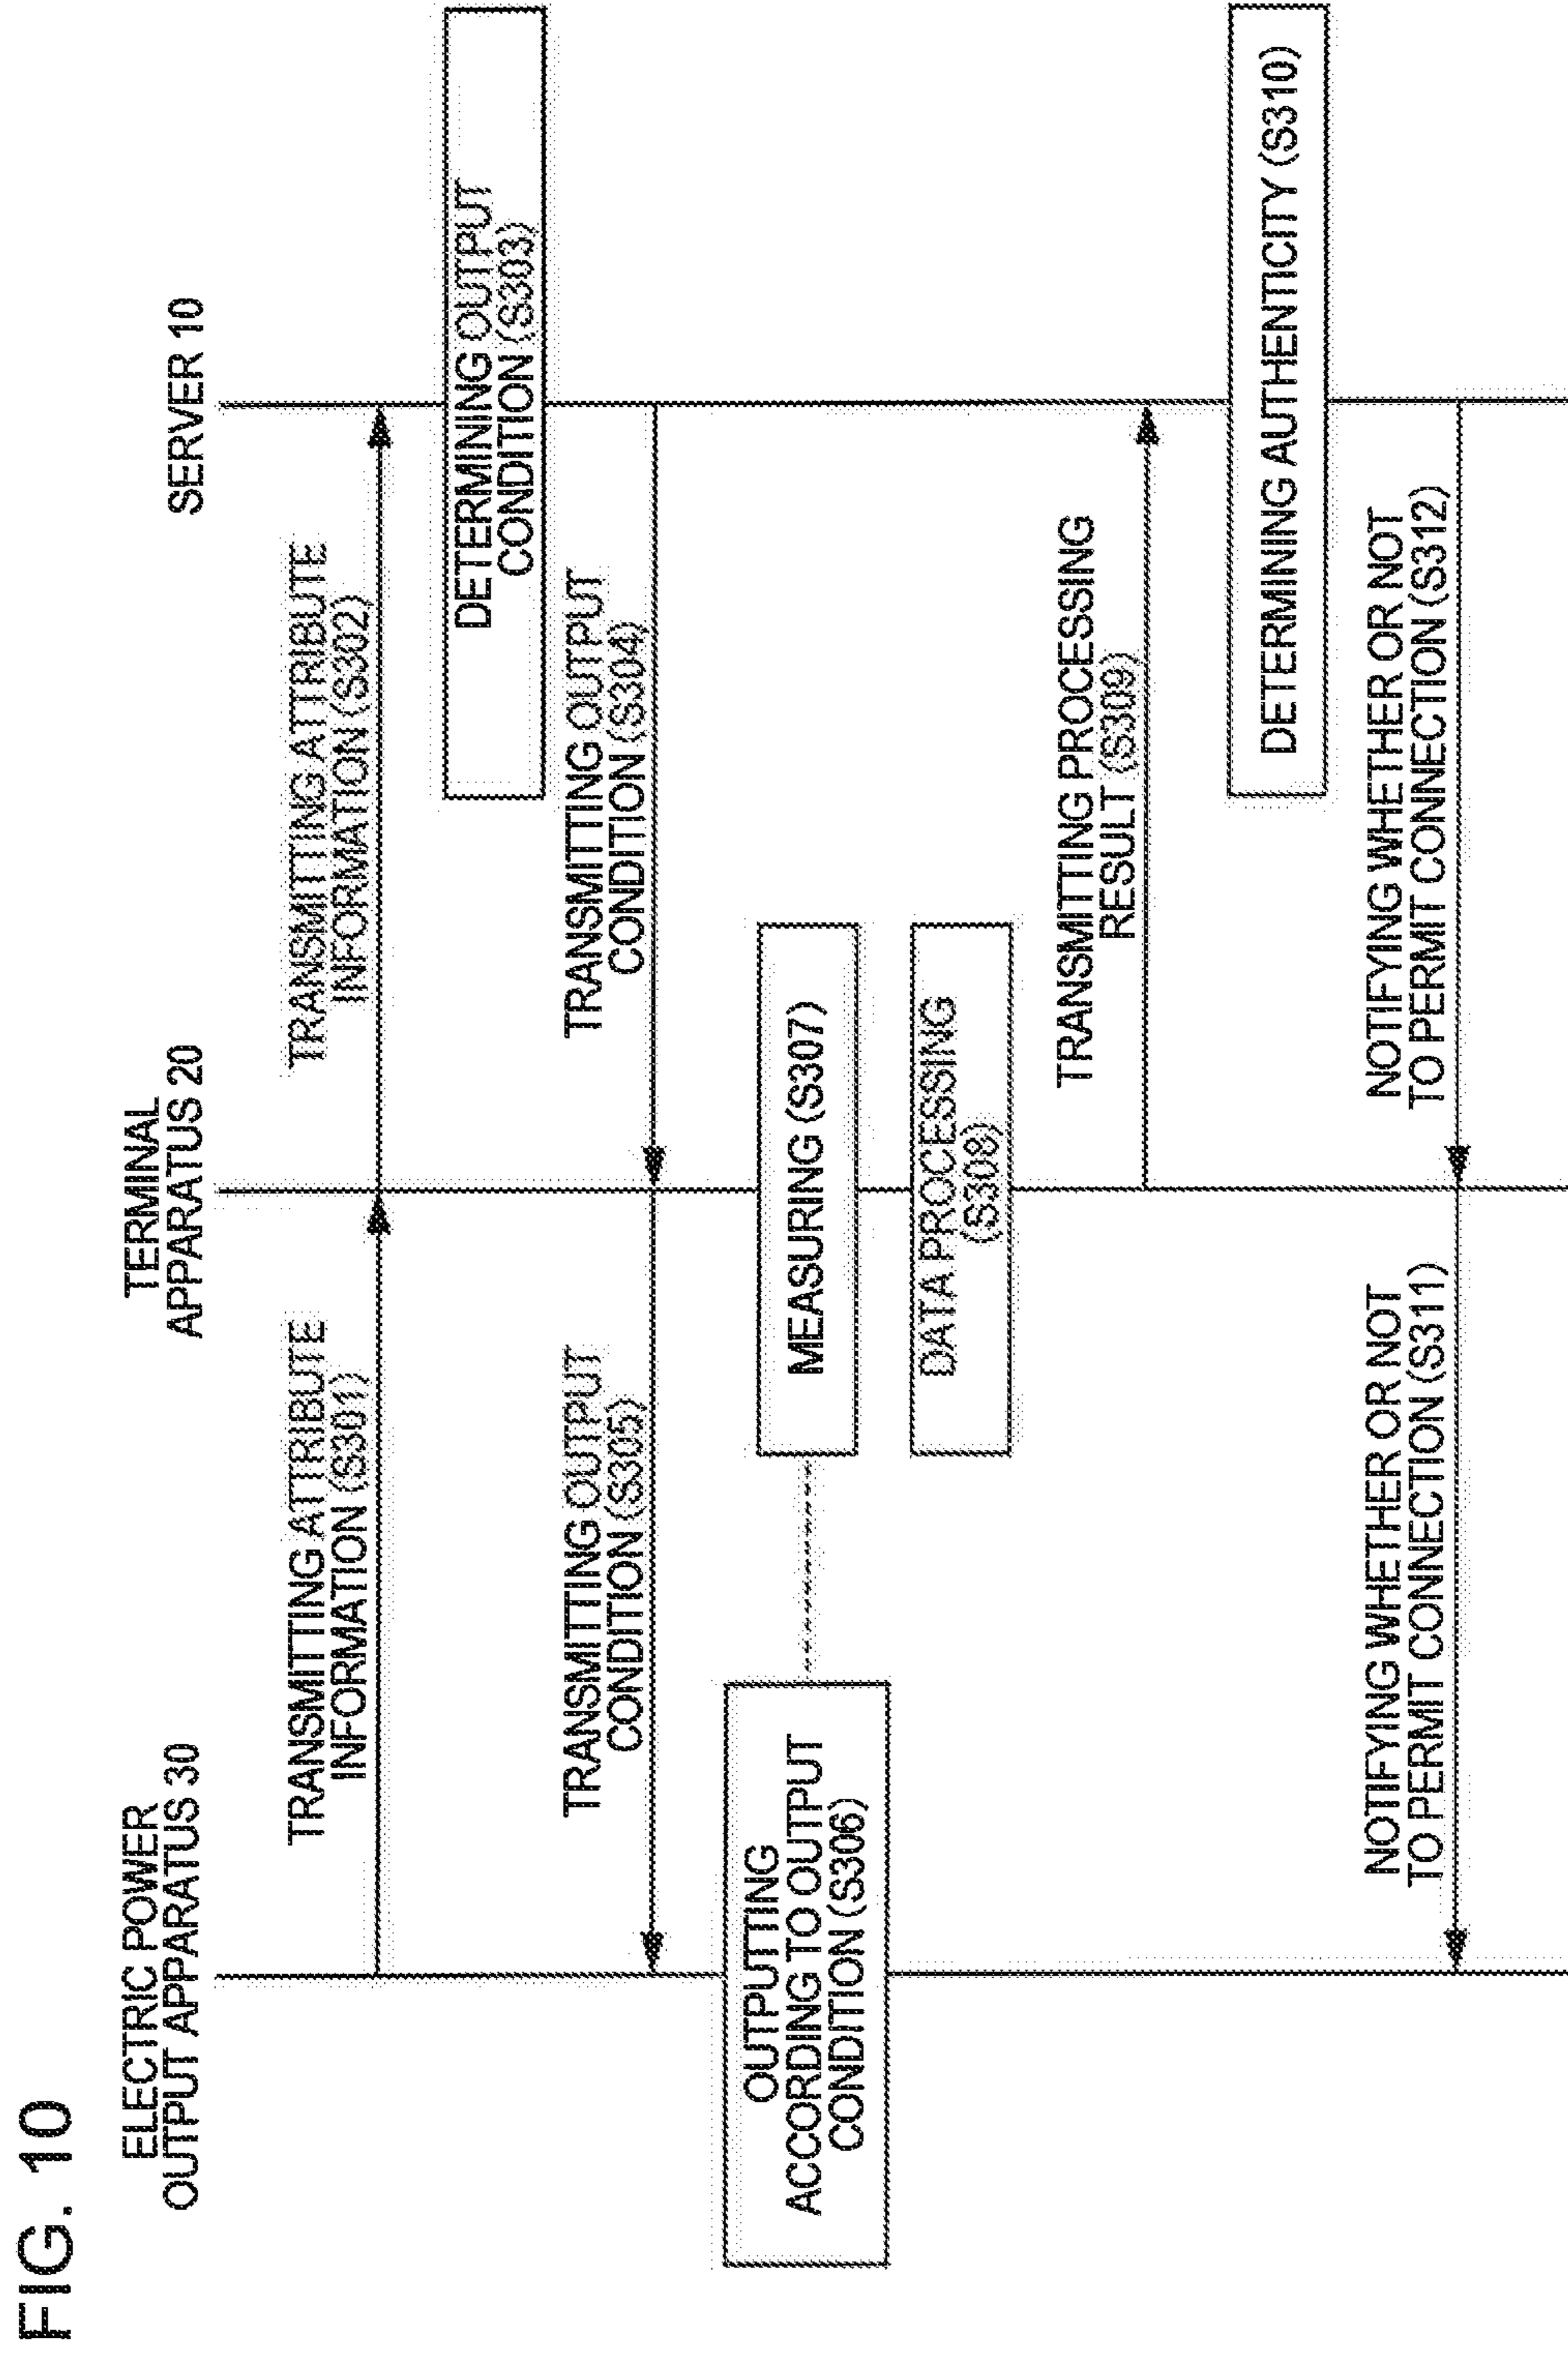 FIG. 10
ELECTRIC POWER
OUTPUT APPARATUS 30
TERMINAL
APPARATUS 20
SERVER 10
TRANSMITTING ATTRIBUTE
INFORMATION (S301)
TRANSMITTING ATTRIBUTE
INFORMATION (S302)
DETERMINING OUTPUT
CONDITION (S303)
TRANSMITTING OUTPUT
CONDITION (S304)
TRANSMITTING OUTPUT
CONDITION (S305)
OUTPUTTING
ACCORDING TO OUTPUT
CONDITION (S306)
MEASURING (S307)
DATA PROCESSING
(S308)
TRANSMITTING PROCESSING
RESULT (S309)
DETERMINING AUTHENTICITY (S310)
NOTIFYING WHETHER OR NOT
TO PERMIT CONNECTION (S311)
NOTIFYING WHETHER OR NOT
TO PERMIT CONNECTION (S312)